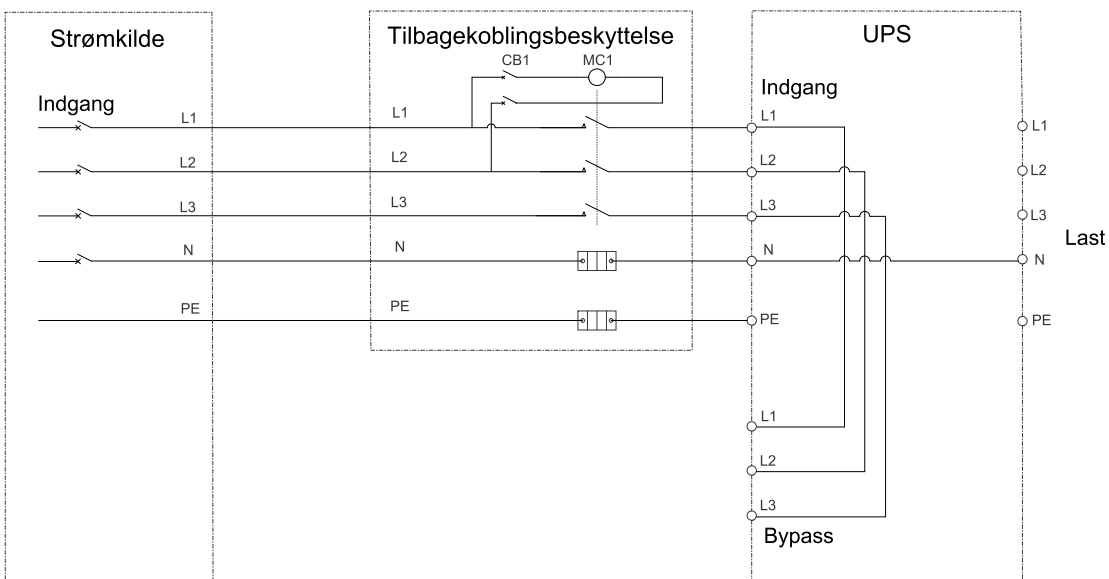 Strømkilde
Tilbagekoblingsbeskyttelse
UPS
CB1
MC1
Indgang
Indgang
L1
L1
L1
L1
L2
L2
L2
L2
L3
L3
L3
L3
Last
N
N
N
N
PE
PE
PE
PE
L1
L2
L3
Bypass